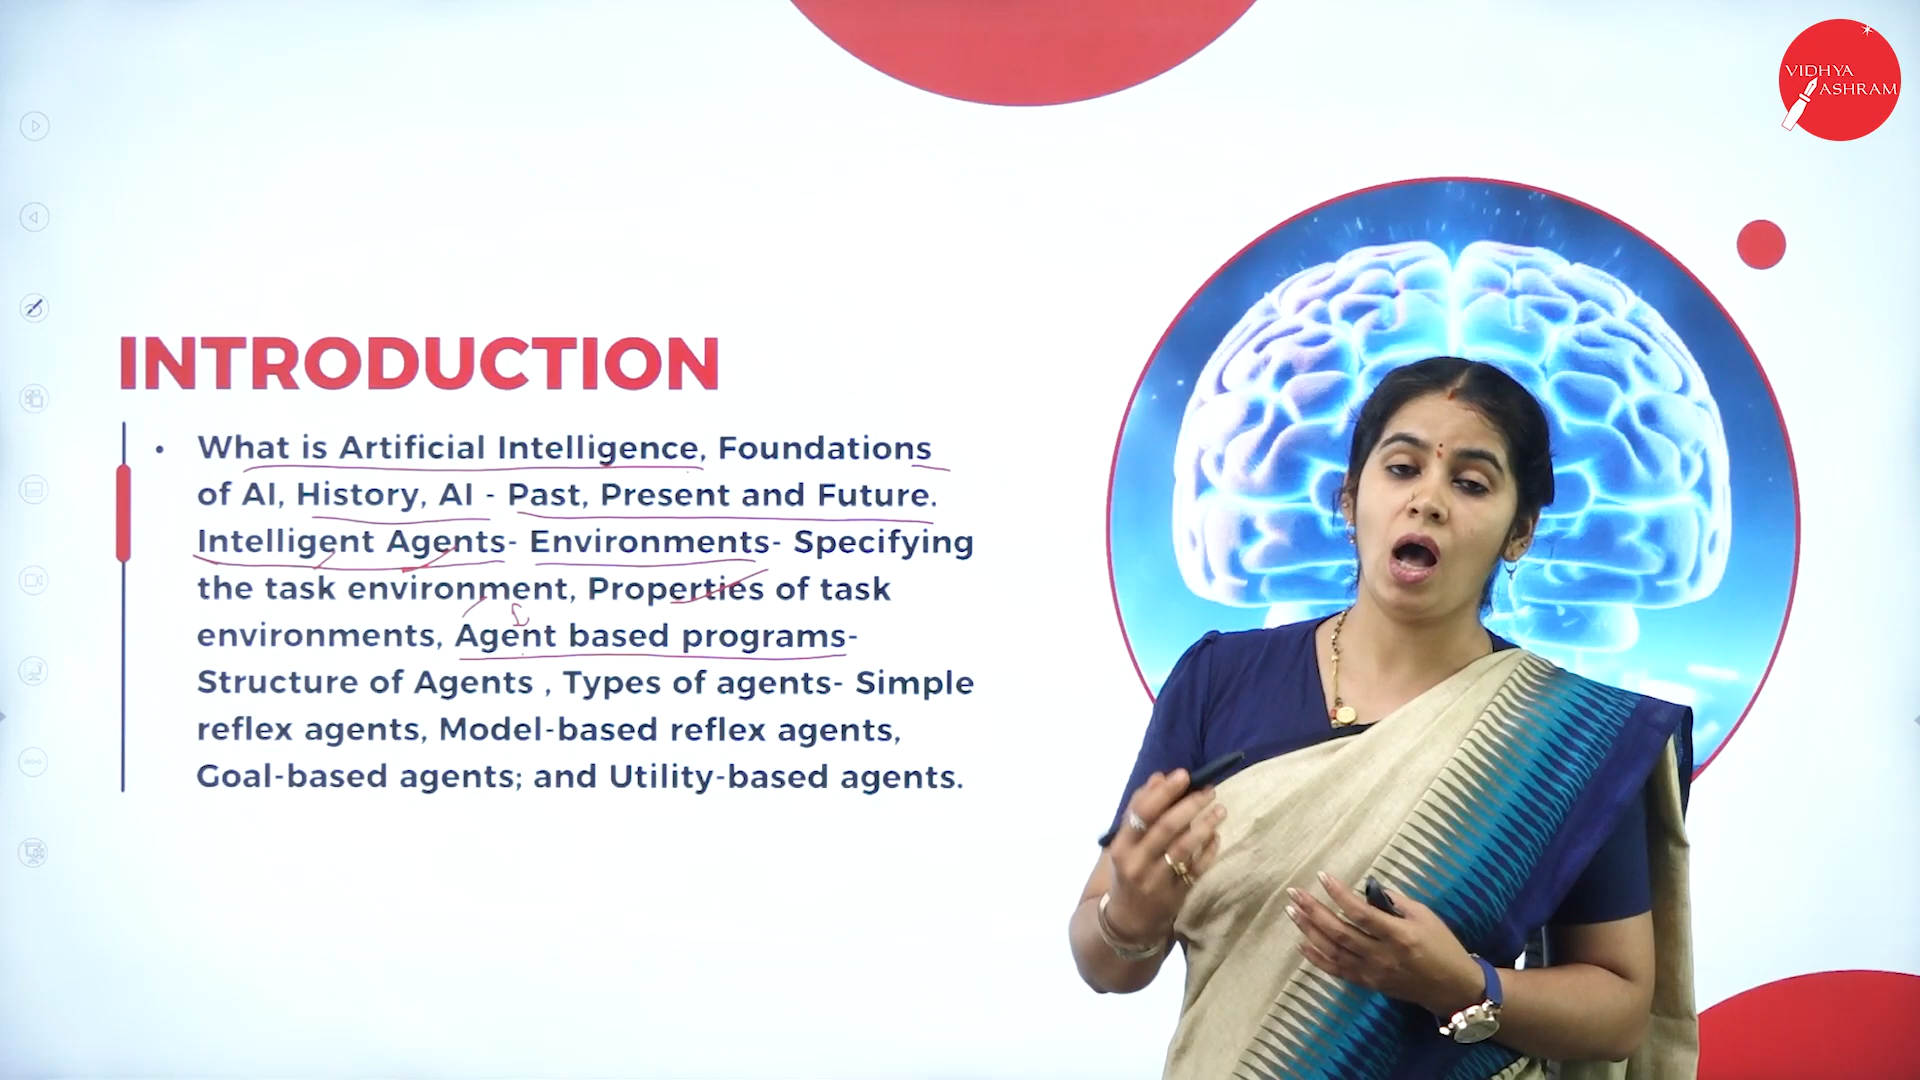 VIDHYA
ASHRAM
INTRODUCTION
• What is Artificial Intelligence, Foundations
of AI, History, AI - Past, Present and Future.
Intelligent Agents- Environments- Specifying
the task environment, Properties of task
environments, Agent based programs-
Structure of Agents , Types of agents- Simple
reflex agents, Model-based reflex agents,
Goal-based agents; and Utility-based agents.